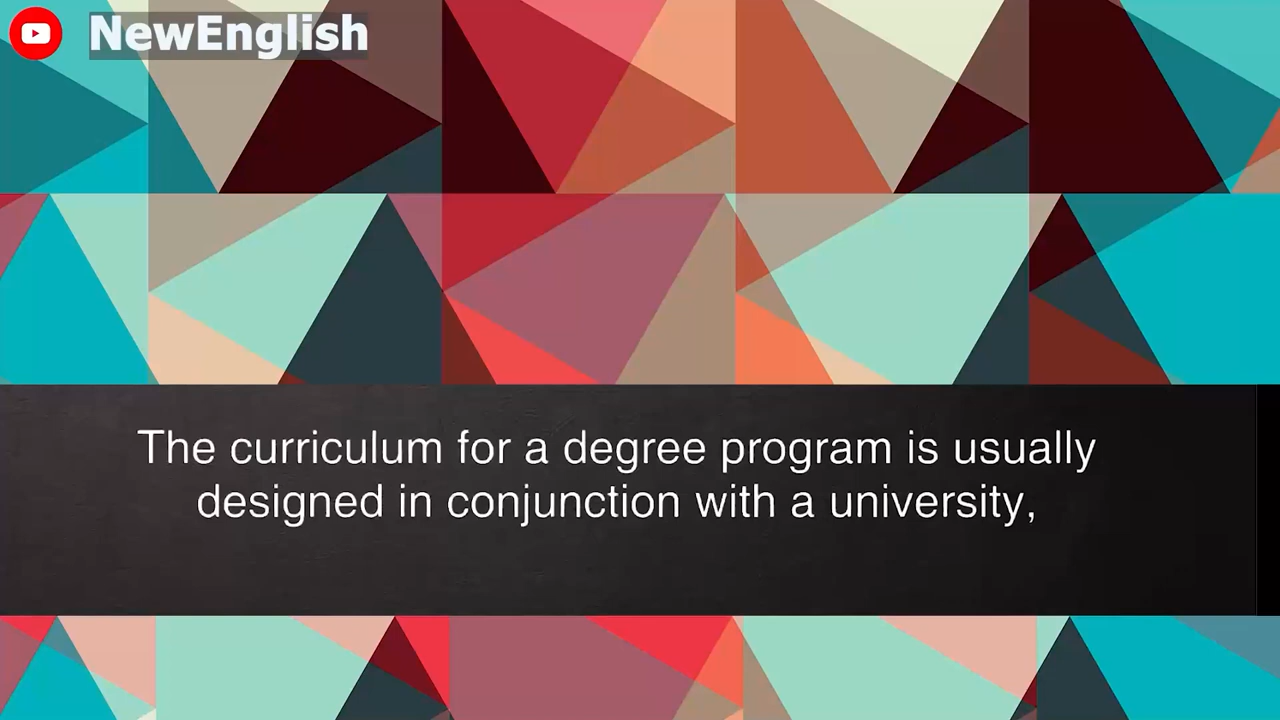 NewEnglish
The curriculum for a degree program is usually
designed in conjunction with a university,